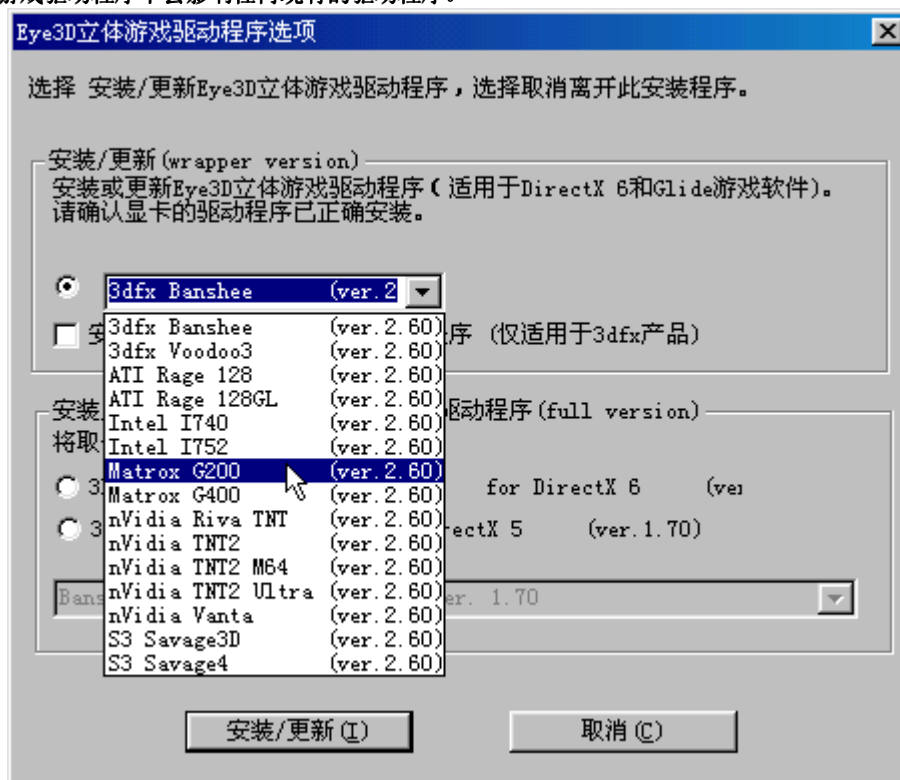 Eye3D立体游戏驱动程序选项
选择 安装/更新Eye3D立体游戏驱动程序，选择取消离开此安装程序。
安装/更新(wrapper version)
安装或更新Eye3D立体游戏驱动程序(适用于DirectX 6和Glide游戏软件)。
请确认显卡的驱动程序已正确安装。
3dfx Banshee (ver.2
序 (仅适用于3dfx产品)
3dfx Banshee (ver.2.60)
3dfx Voodoo3 (ver.2.60)
ATI Rage 128 (ver.2.60)
ATI Rage 128GL (ver.2.60)
Intel I740 (ver.2.60)
Intel I752 (ver.2.60)
Matrox G200 (ver.2.60)
Matrox G400 (ver.2.60)
nVidia Riva TNT (ver.2.60)
nVidia TNT2 (ver.2.60)
nVidia TNT2 M64 (ver.2.60)
nVidia TNT2 Ultra (ver.2.60)
nVidia Vanta (ver.2.60)
S3 Savage3D (ver.2.60)
S3 Savage4 (ver.2.60)
安装 驱动程序(full version)
将取
3 for DirectX 6 (ve
3 ectX 5 (ver.1.70)
Bans er. 1.70
安装/更新(I) 取消(C)